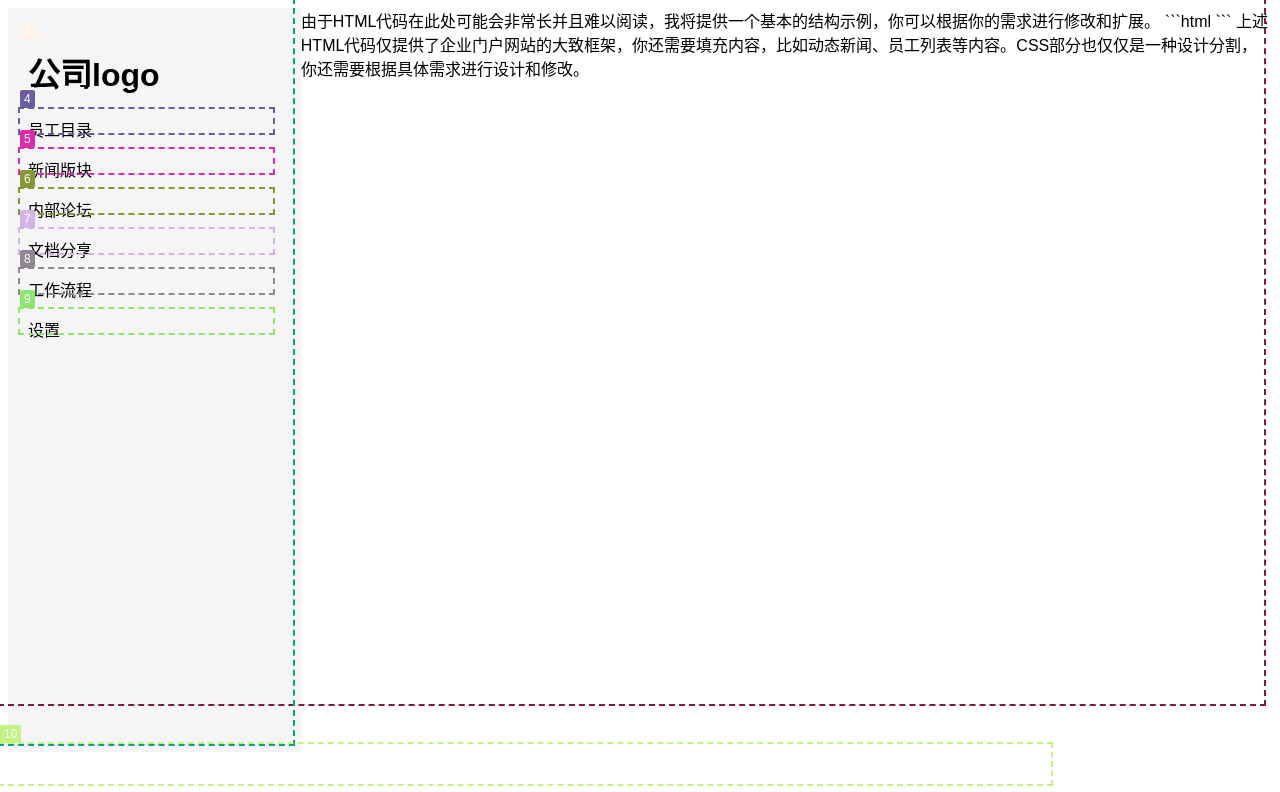 由于HTML代码在此处可能会非常长并且难以阅读，我将提供一个基本的结构示例，你可以根据你的需求进行修改和扩展。 ```html ``` 上述
HTML代码仅提供了企业门户网站的大致框架，你还需要填充内容，比如动态新闻、员工列表等内容。CSS部分也仅仅是一种设计分割，
你还需要根据具体需求进行设计和修改。
公司logo
4
员工目录
5
新闻版块
6
内部论坛
7
文档分享
8
工作流程
9
设置
10